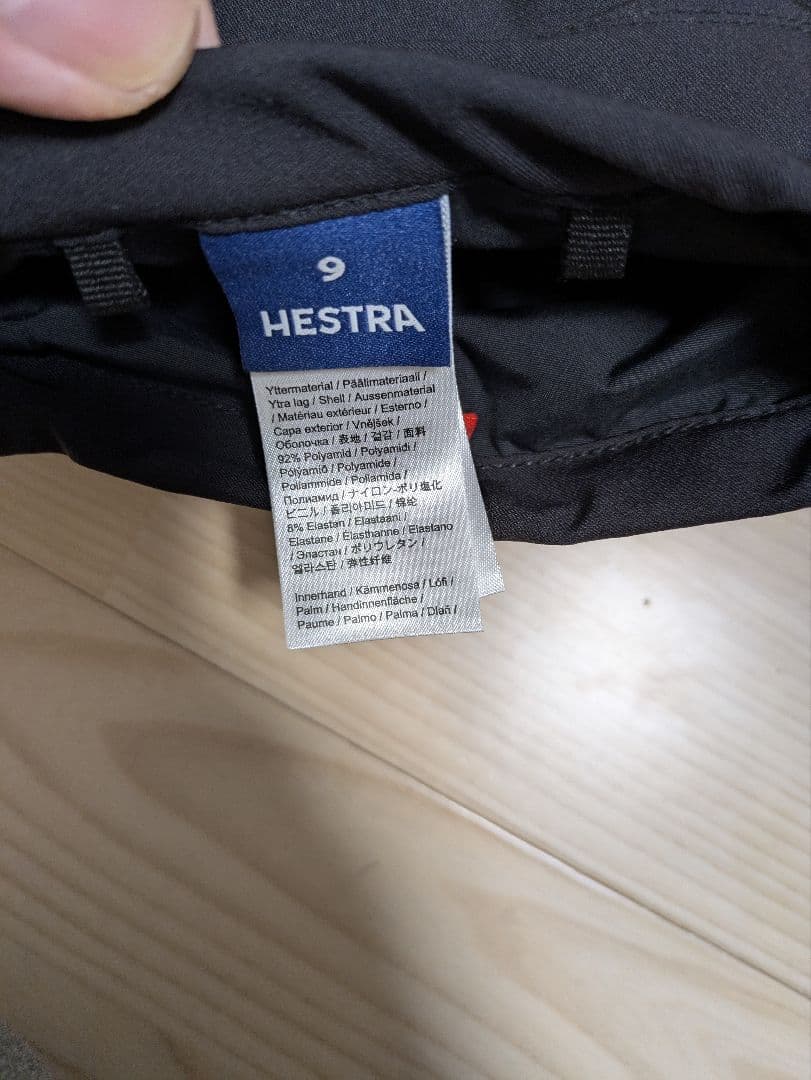 9
HESTRA
Yttermaterial / Päälimateriaali /
Ytra lag / Shell / Aussenmaterial
/ Matériau extérieur / Esterno /
Capa exterior / Vnějšek /
Оболочка / 表地 / 겉감 / 面料
92% Polyamid / Polyamidi /
Pólyamíð / Polyamide /
Poliammide / Poliamida /
Полиамид / ナイロン-ポリ塩化
ビニル / 폴리아미드 / 锦纶
8% Elastan / Elastaani /
Elastane / Élasthanne / Elastano
/ Эластан / ポリウレタン /
엘라스탄 / 弹性纤维
Innerhand / Kämmenosa / Lófi /
Palm / Handinnenfläche /
Paume / Palmo / Palma / Dlaň /